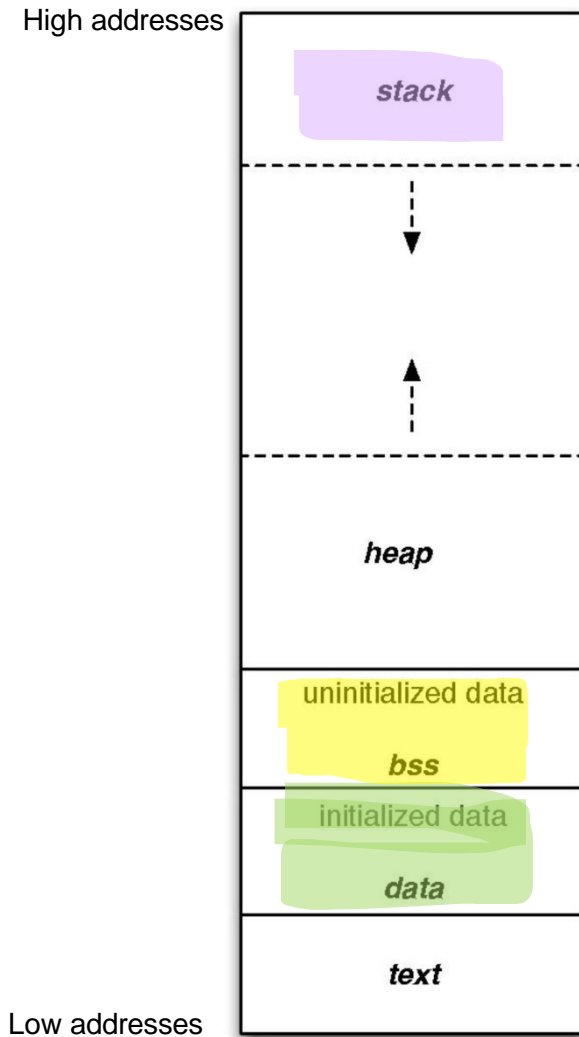 High addresses
stack
heap
uninitialized data
bss
initialized data
data
text
Low addresses